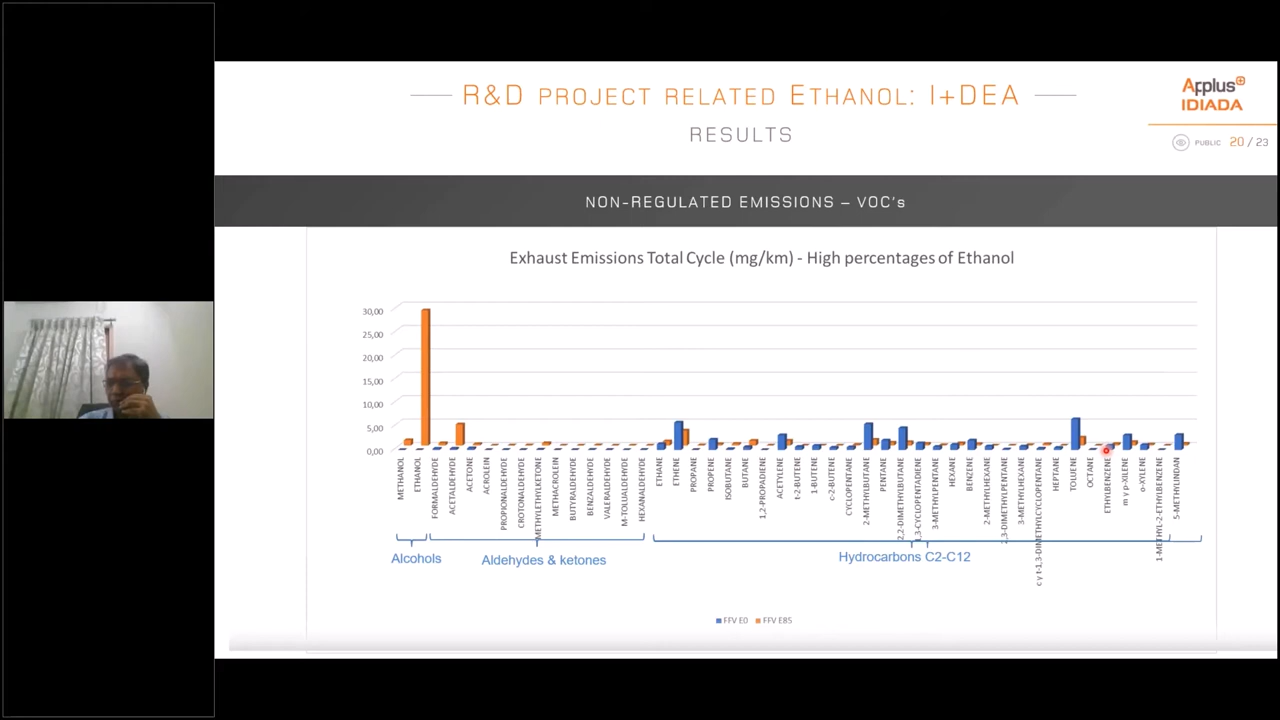 R&D PROJECT RELATED ETHANOL: I+DEA
RESULTS
Applus+
IDIADA
PUBLIC 20 / 23
NON-REGULATED EMISSIONS – VOC's
Exhaust Emissions Total Cycle (mg/km) - High percentages of Ethanol
30,00
25,00
20,00
15,00
10,00
5,00
0,00
METHANOL
ETHANOL
FORMALDEHYDE
ACETALDEHYDE
ACETONE
ACROLEIN
PROPIONALDEHYDE
CROTONALDEHYDE
METHYLETHYLKETONE
METHACROLEIN
BUTYRALDEHYDE
BENZALDEHYDE
VALERALDEHYDE
M-TOLUALDEHYDE
HEXANALDEHYDE
ETHANE
ETHENE
PROPANE
PROPENE
ISOBUTANE
BUTANE
1,2-PROPADIENE
ACETYLENE
t-2-BUTENE
1-BUTENE
c-2-BUTENE
CYCLOPENTANE
2-METHYLBUTANE
PENTANE
2,2-DIMETHYLBUTANE
1,3-CYCLOPENTADIENE
3-METHYLPENTANE
HEXANE
BENZENE
2-METHYLHEXANE
2,3-DIMETHYLPENTANE
3-METHYLHEXANE
c y t-1,3-DIMETHYLCYCLOPENTANE
HEPTANE
TOLUENE
OCTANE
ETHYLBENZENE
m y p-XILENE
o-XYLENE
1-METHYL-2-ETHYLBENZENE
5-METHYLINDAN
Alcohols
Aldehydes & ketones
Hydrocarbons C2-C12
FFV E0
FFV E85